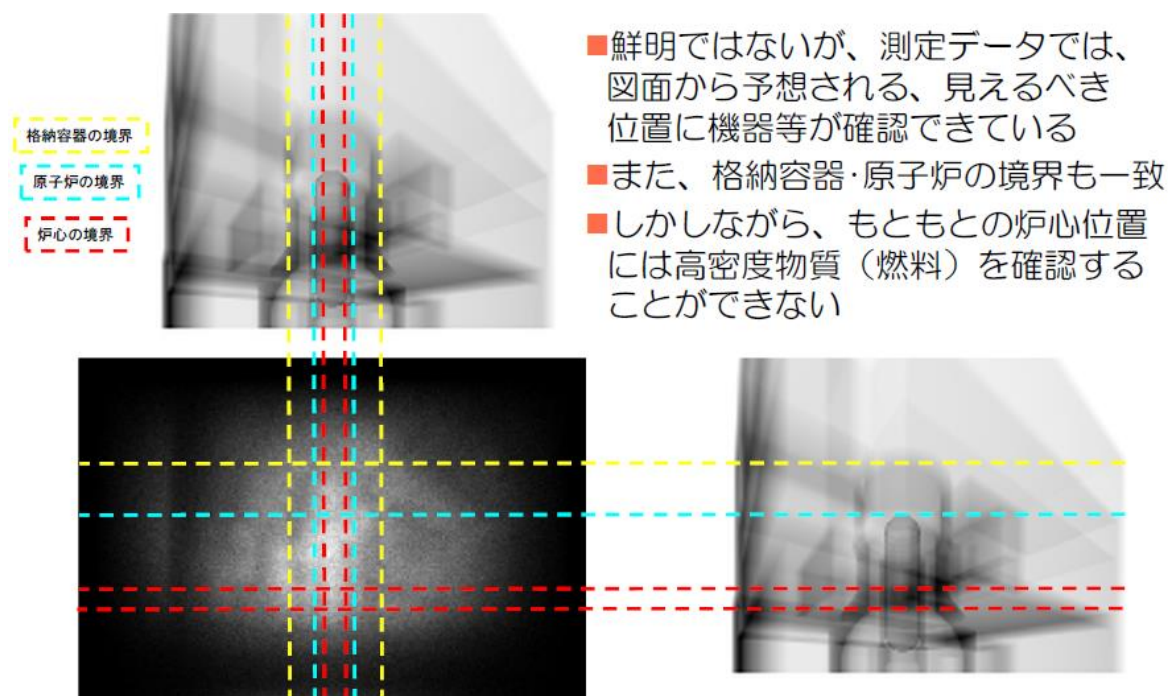 ■鮮明ではないが、測定データでは、
図面から予想される、見えるべき
位置に機器等が確認できている
■また、格納容器・原子炉の境界も一致
■しかしながら、もともとの炉心位置
には高密度物質（燃料）を確認する
ことができない
格納容器の境界
原子炉の境界
炉心の境界